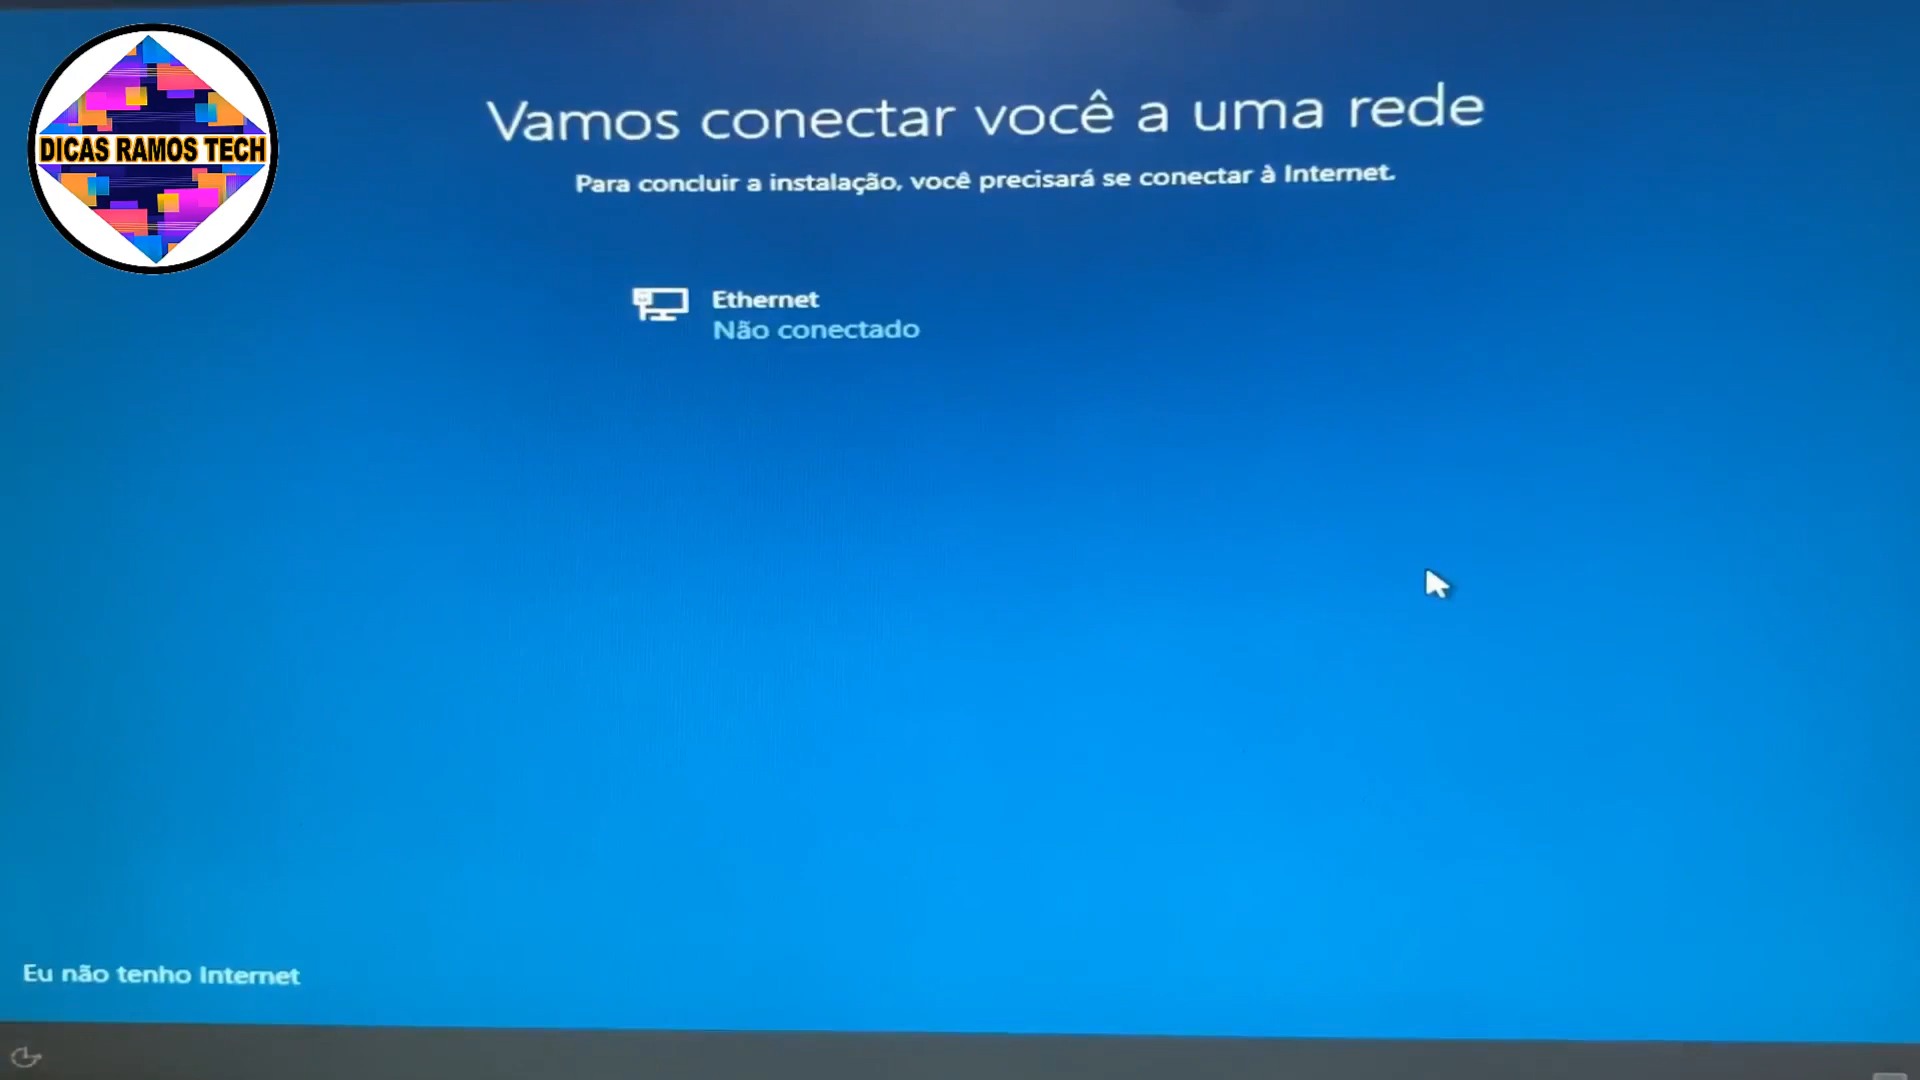 DICAS RAMOS TECH
Vamos conectar você a uma rede
Para concluir a instalação, você precisará se conectar à Internet.
Ethernet
Não conectado
Eu não tenho Internet